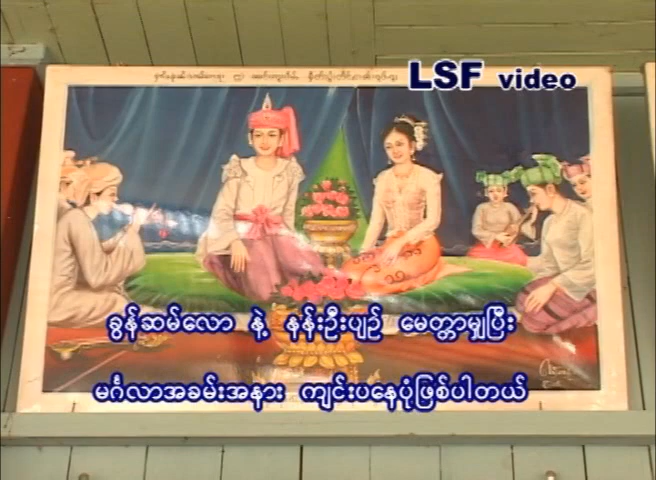 LSF video
ခွန်ဆမ်လော နဲ့ နန်းဦးပျဉ် မေတ္တာမျှပြီး
မင်္ဂလာအခမ်းအနား ကျင်းပနေပုံဖြစ်ပါတယ်